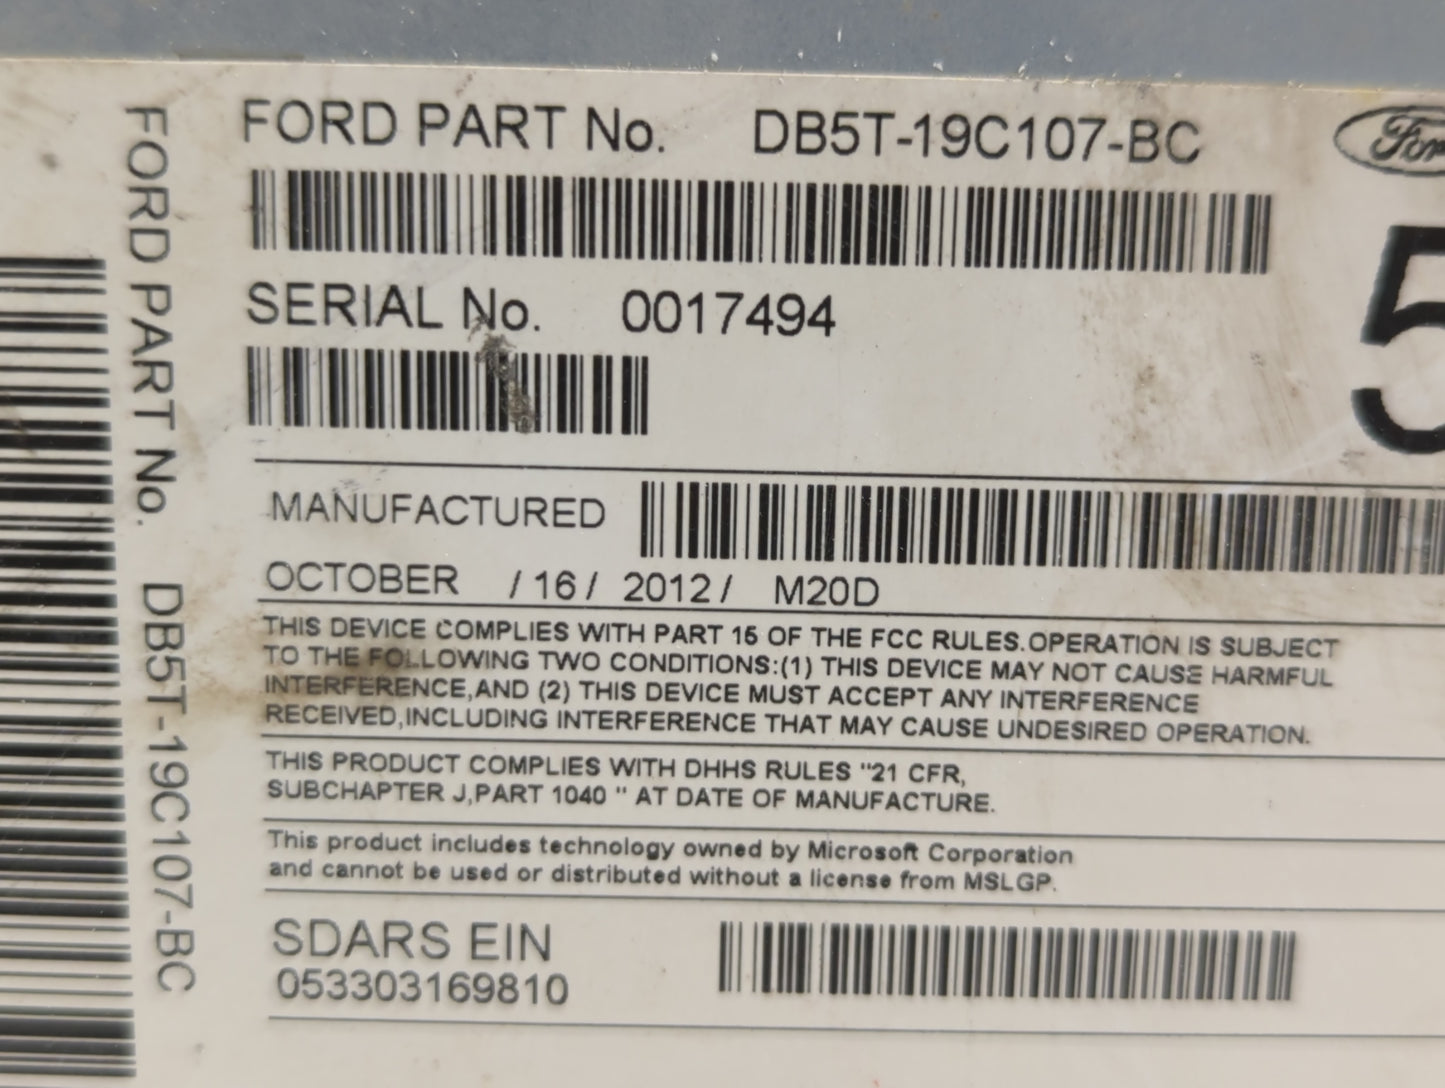 FORD PART No. DB5T-19C107-BC
Ford
SERIAL No. 0017494
5
MANUFACTURED
OCTOBER / 16 / 2012 / M20D
THIS DEVICE COMPLIES WITH PART 15 OF THE FCC RULES.OPERATION IS SUBJECT
TO THE FOLLOWING TWO CONDITIONS:(1) THIS DEVICE MAY NOT CAUSE HARMFUL
INTERFERENCE,AND (2) THIS DEVICE MUST ACCEPT ANY INTERFERENCE
RECEIVED,INCLUDING INTERFERENCE THAT MAY CAUSE UNDESIRED OPERATION.
THIS PRODUCT COMPLIES WITH DHHS RULES "21 CFR,
SUBCHAPTER J,PART 1040 " AT DATE OF MANUFACTURE.
This product includes technology owned by Microsoft Corporation
and cannot be used or distributed without a license from MSLGP.
SDARS EIN
053303169810
FORD PART No. DB5T-19C107-BC